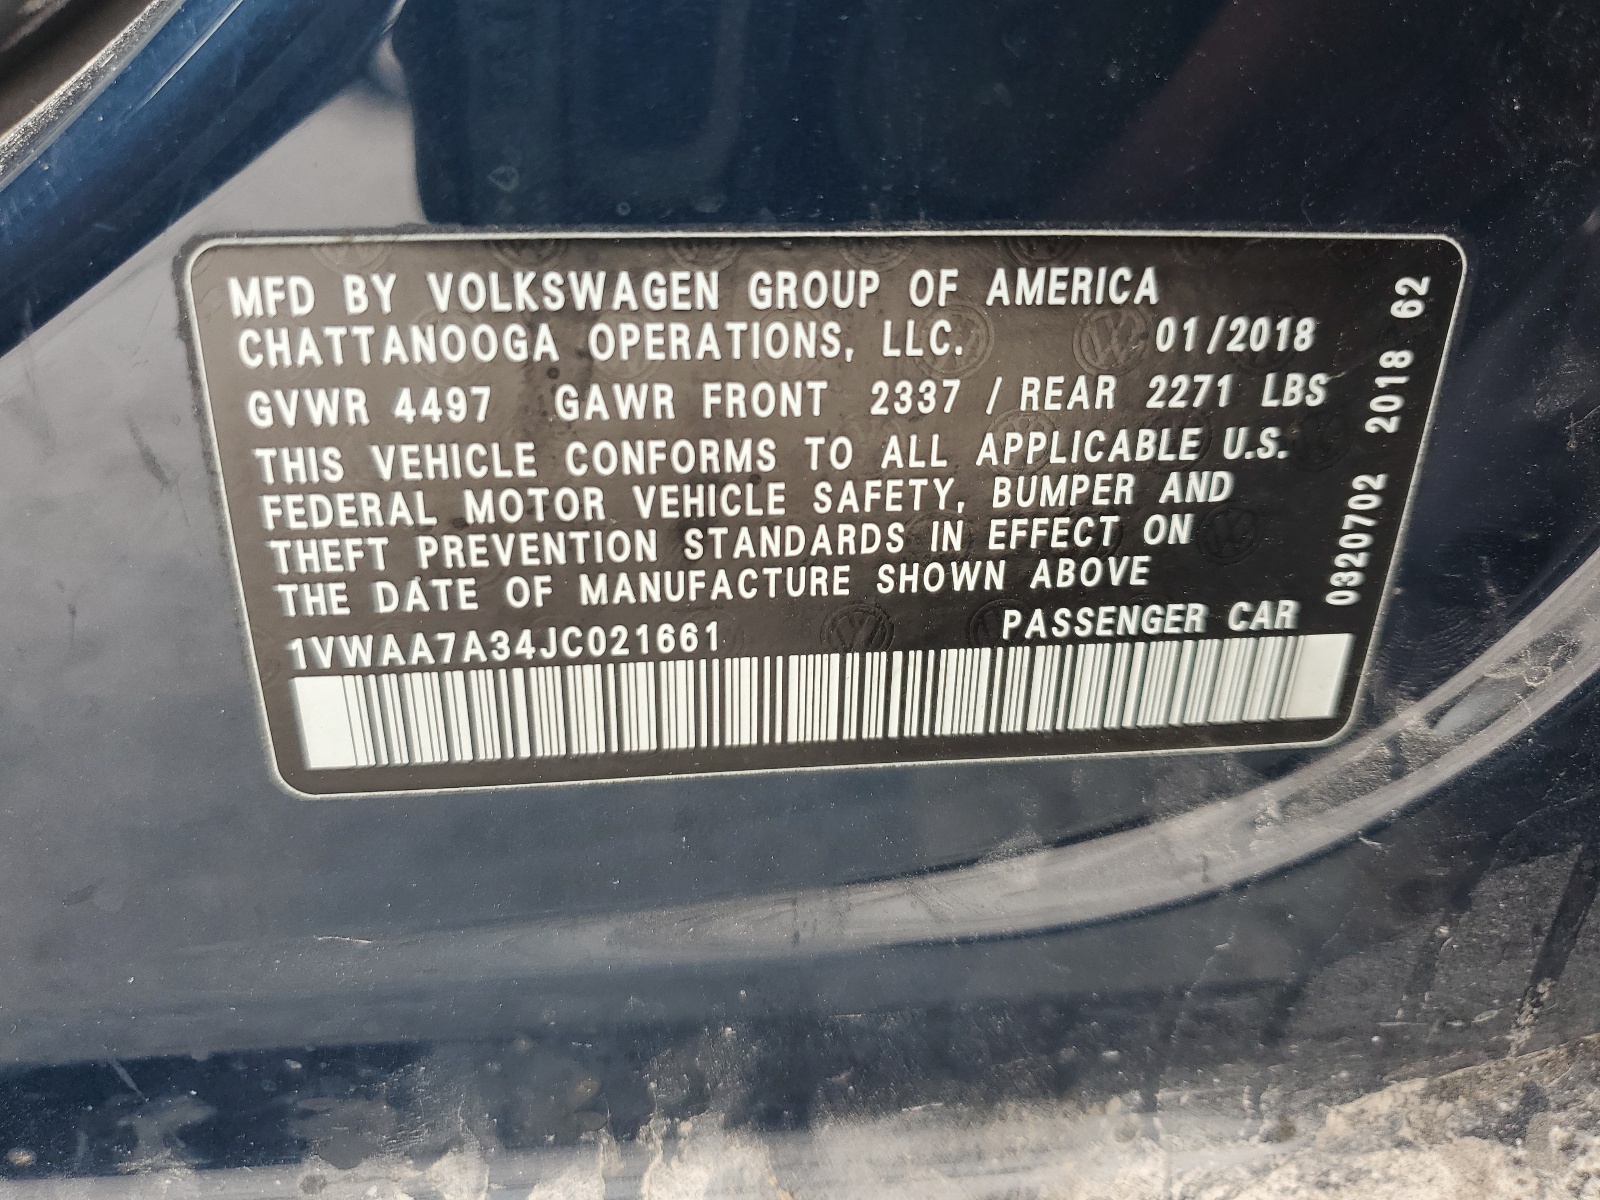 MFD BY VOLKSWAGEN GROUP OF AMERICA
CHATTANOOGA OPERATIONS, LLC. 01/2018
GVWR 4497 GAWR FRONT 2337 / REAR 2271 LBS
THIS VEHICLE CONFORMS TO ALL APPLICABLE U.S.
FEDERAL MOTOR VEHICLE SAFETY, BUMPER AND
THEFT PREVENTION STANDARDS IN EFFECT ON
THE DATE OF MANUFACTURE SHOWN ABOVE
1VWAA7A34JC021661 PASSENGER CAR
0320702 2018 62